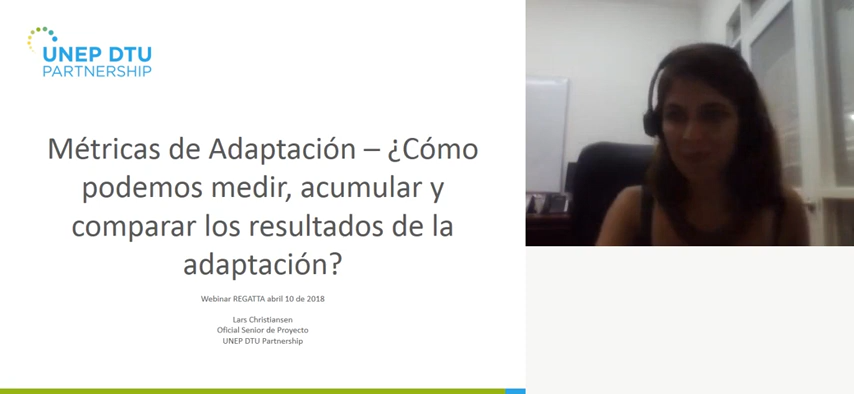 UNEP DTU
PARTNERSHIP
Métricas de Adaptación – ¿Cómo
podemos medir, acumular y
comparar los resultados de la
adaptación?
Webinar REGATTA abril 10 de 2018
Lars Christiansen
Oficial Senior de Proyecto
UNEP DTU Partnership